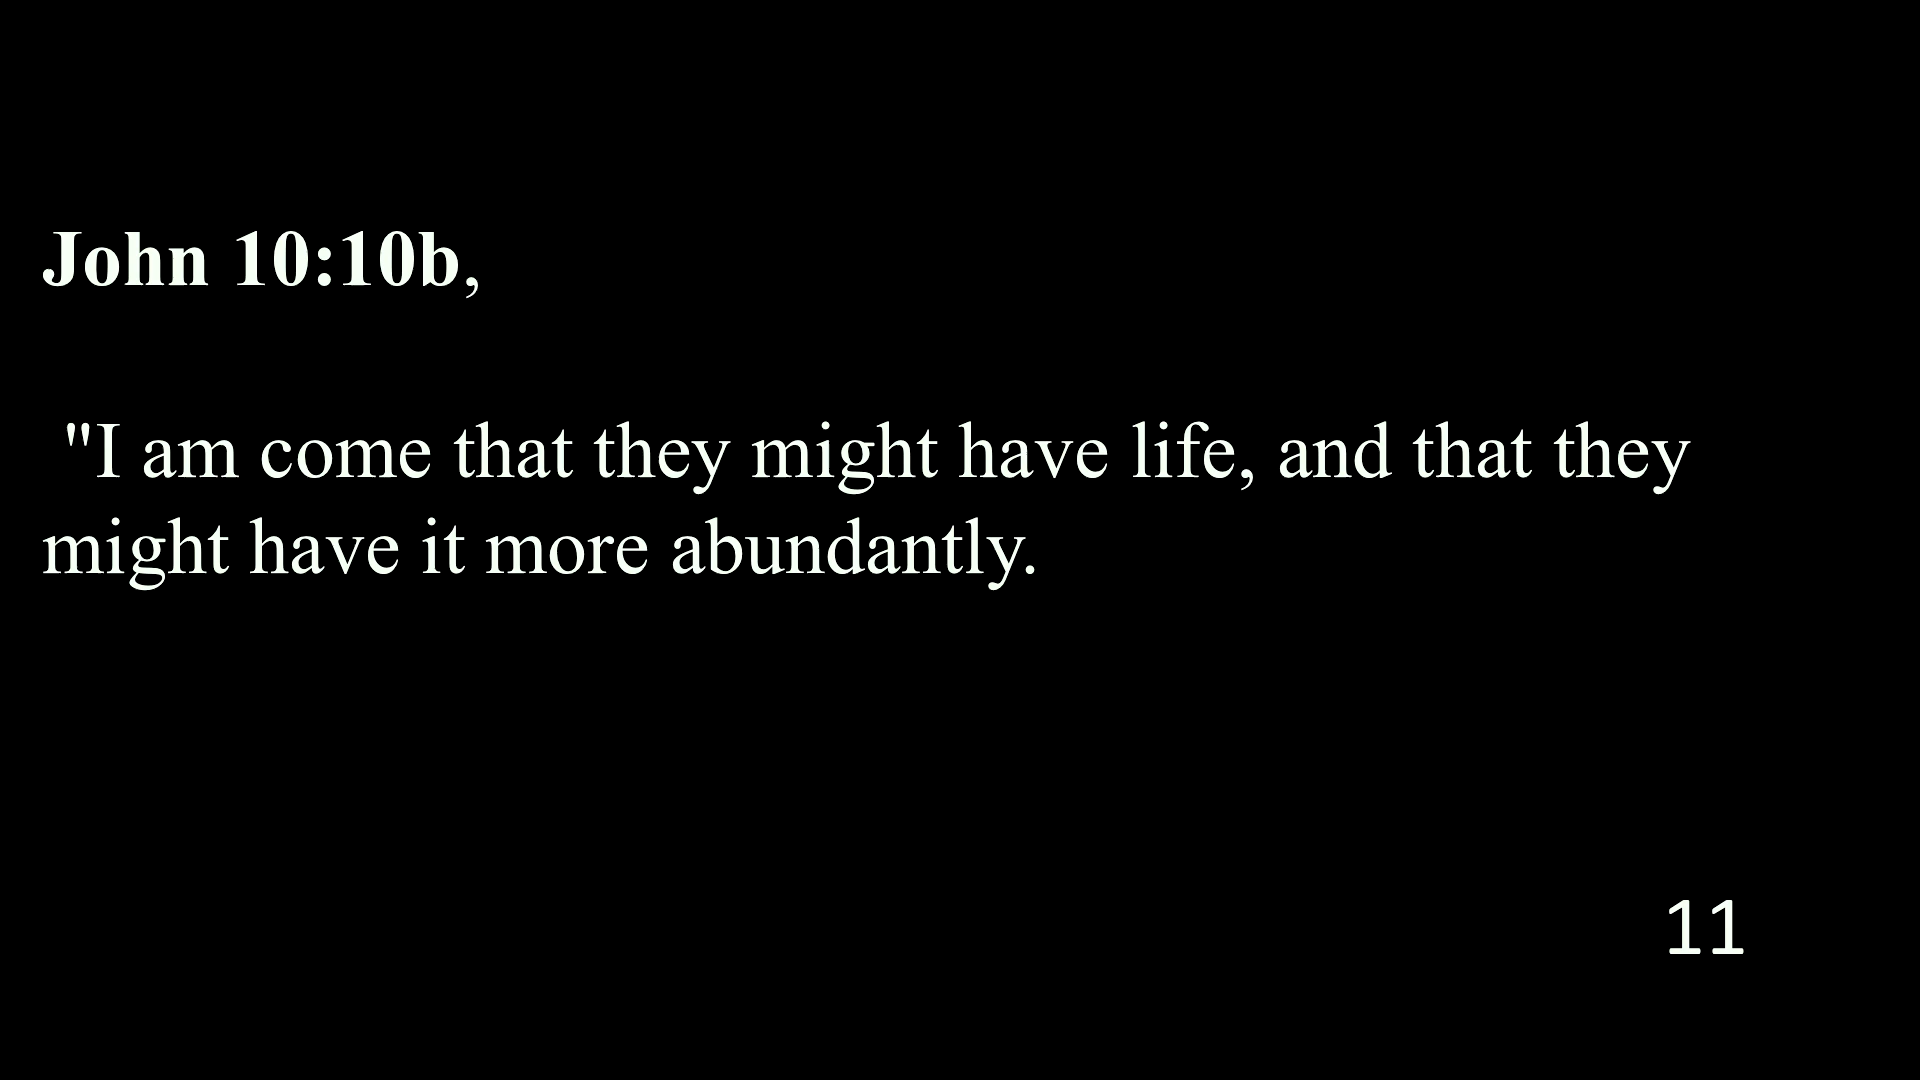 John 10:10b,
"I am come that they might have life, and that they
might have it more abundantly.
11